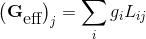 (G_eff)_j = ∑_i g_i L_ij